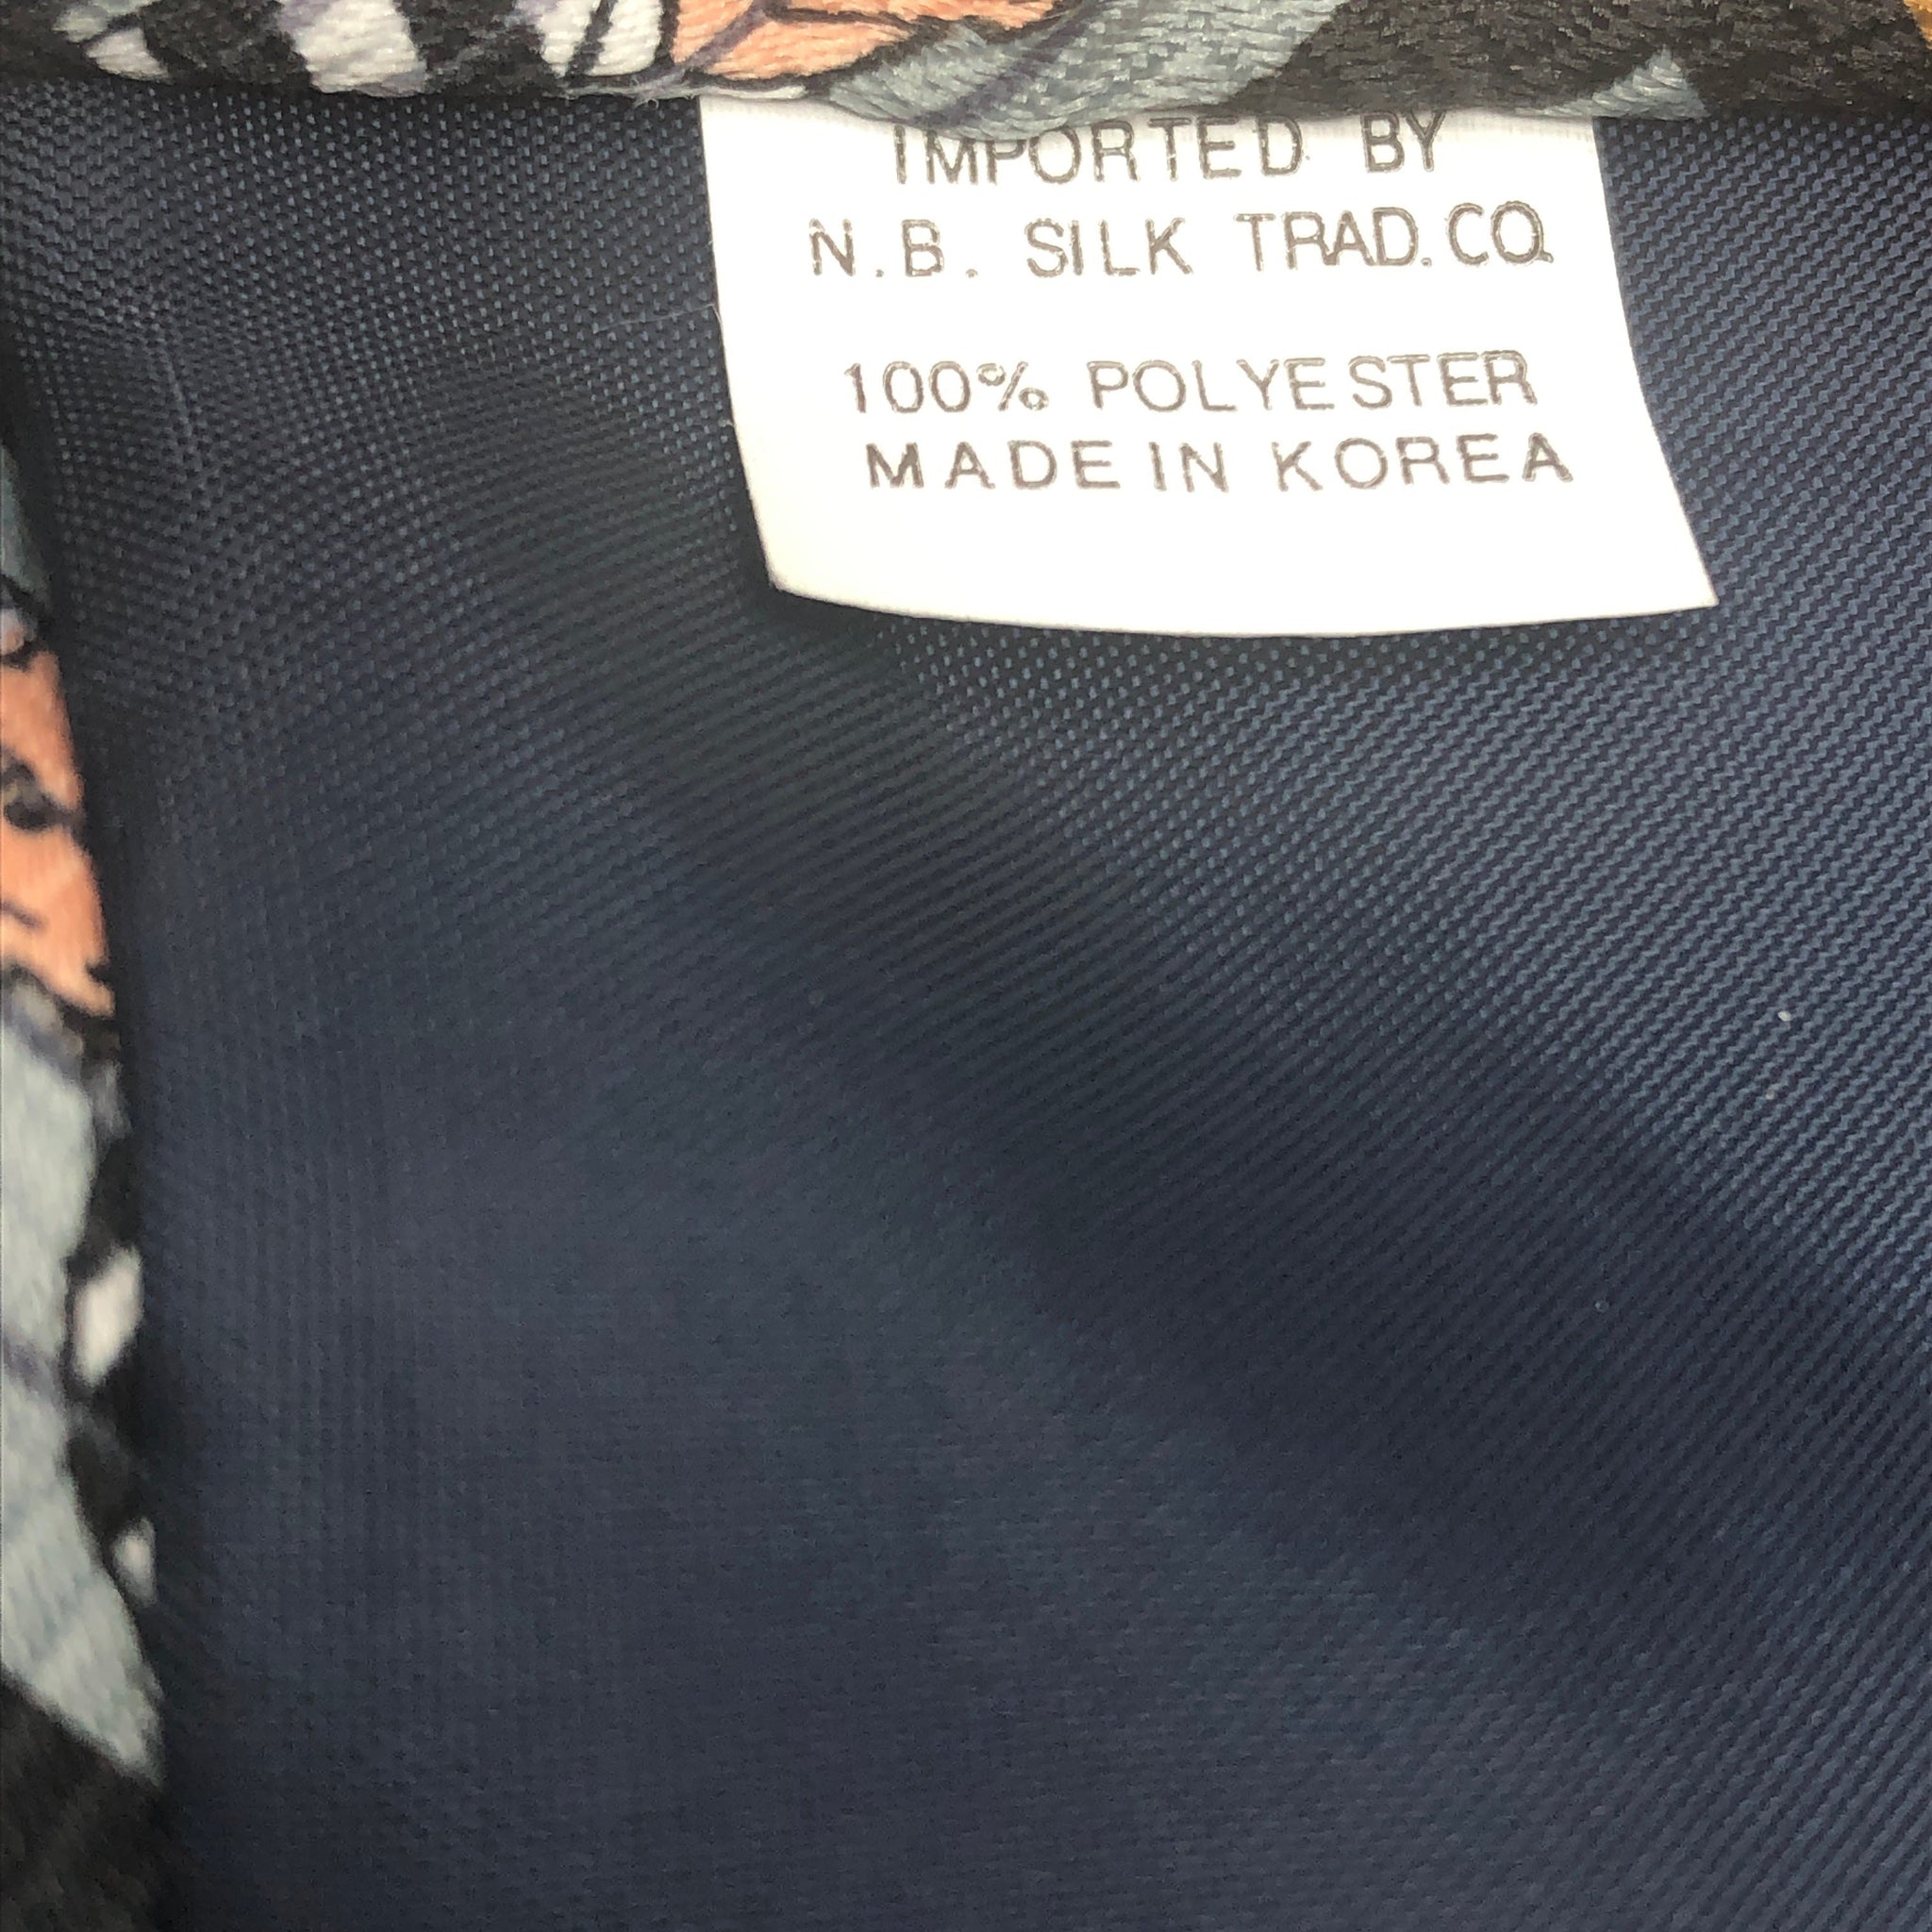 IMPORTED BY
N.B. SILK TRAD.CO.
100% POLYESTER
MADE IN KOREA